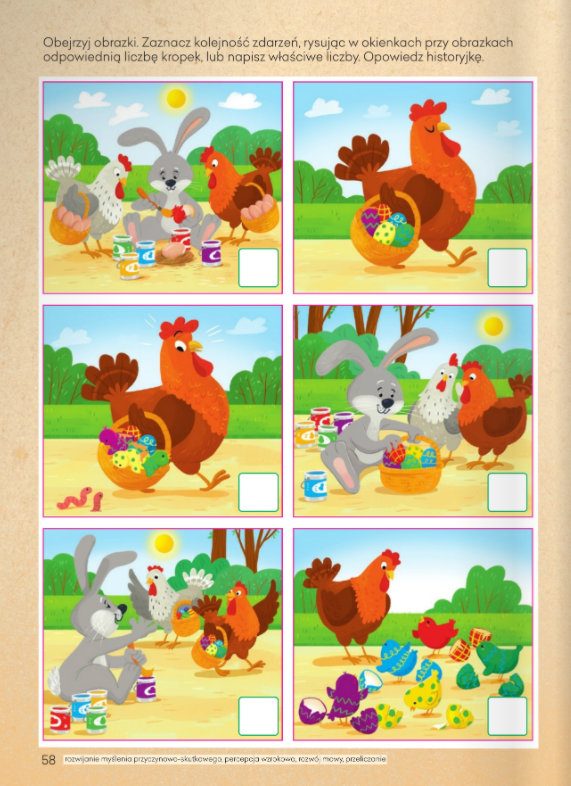 Obejrzyj obrazki. Zaznacz kolejność zdarzeń, rysując w okienkach przy obrazkach
odpowiednią liczbę kropek, lub napisz właściwe liczby. Opowiedz historyjkę.
58 rozwijanie myślenia przyczynowo-skutkowego, percepcja wzrokowa, rozwój mowy, przeliczanie